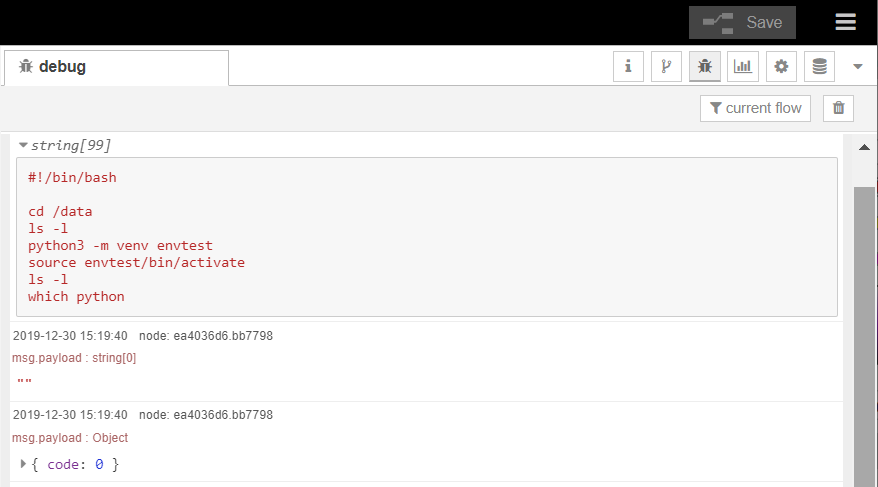 Save
debug
current flow
string[99]
#!/bin/bash
cd /data
ls -l
python3 -m venv envtest
source envtest/bin/activate
ls -l
which python
2019-12-30 15:19:40 node: ea4036d6.bb7798
msg.payload : string[0]
""
2019-12-30 15:19:40 node: ea4036d6.bb7798
msg.payload : Object
{ code: 0 }